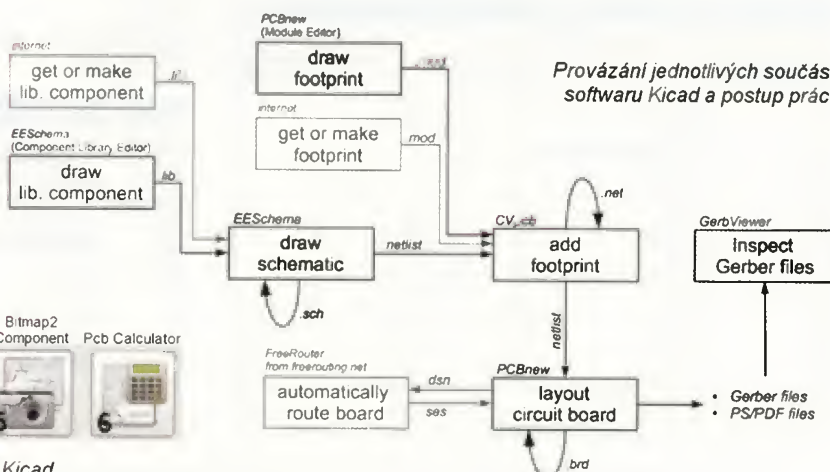 internet
get or make
lib. component
.lib
EESchema
(Component Library Editor)
draw
lib. component
.lib
PCBnew
(Module Editor)
draw
footprint
internet
get or make
footprint
.mod
Provázání jednotlivých součás
softwaru Kicad a postup prác
EESchema
draw
schematic
.sch
netlist
add
footprint
.net
netlist
GerbViewer
Inspect
Gerber files
Bitmap2
Component
Pcb Calculator
6
FreeRouter
from freerouting.net
automatically
route board
dsn
ses
PCBnew
layout
circuit board
.brd
• Gerber files
• PS/PDF files
Kicad